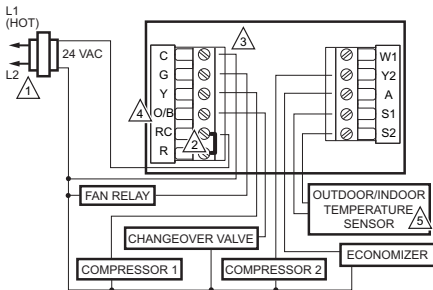 L1
(HOT)
L2
1
24 VAC
C
G
Y
O/B
RC
R
3
4
2
W1
Y2
A
S1
S2
FAN RELAY
CHANGEOVER VALVE
COMPRESSOR 1
COMPRESSOR 2
OUTDOOR/INDOOR
TEMPERATURE
SENSOR
5
ECONOMIZER